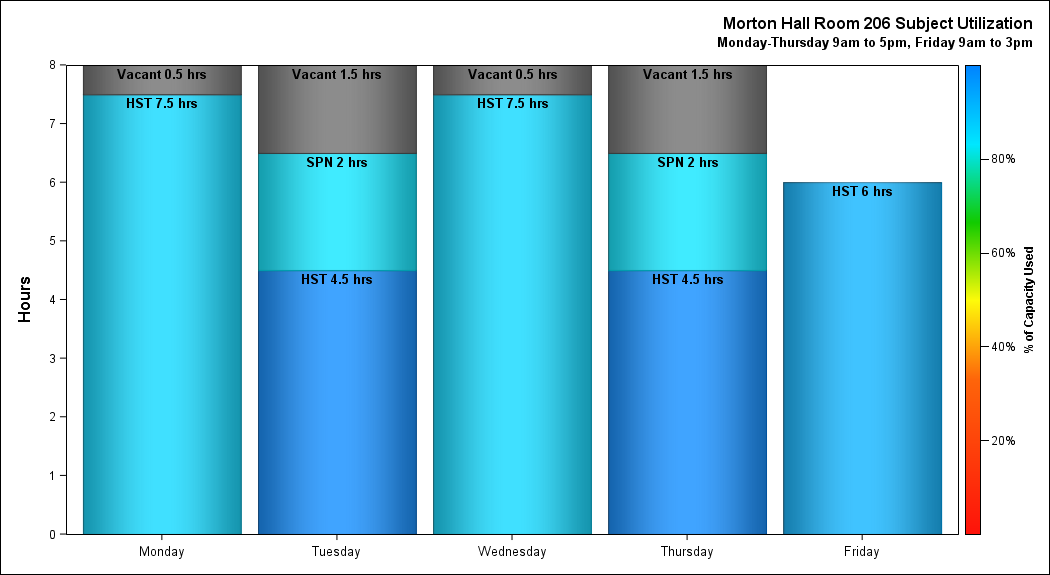 Morton Hall Room 206 Subject Utilization
Monday-Thursday 9am to 5pm, Friday 9am to 3pm
Hours
8
7
6
5
4
3
2
1
0
Vacant 0.5 hrs
HST 7.5 hrs
Vacant 1.5 hrs
SPN 2 hrs
HST 4.5 hrs
Vacant 0.5 hrs
HST 7.5 hrs
Vacant 1.5 hrs
SPN 2 hrs
HST 4.5 hrs
HST 6 hrs
Monday
Tuesday
Wednesday
Thursday
Friday
80%
60%
40%
20%
% of Capacity Used